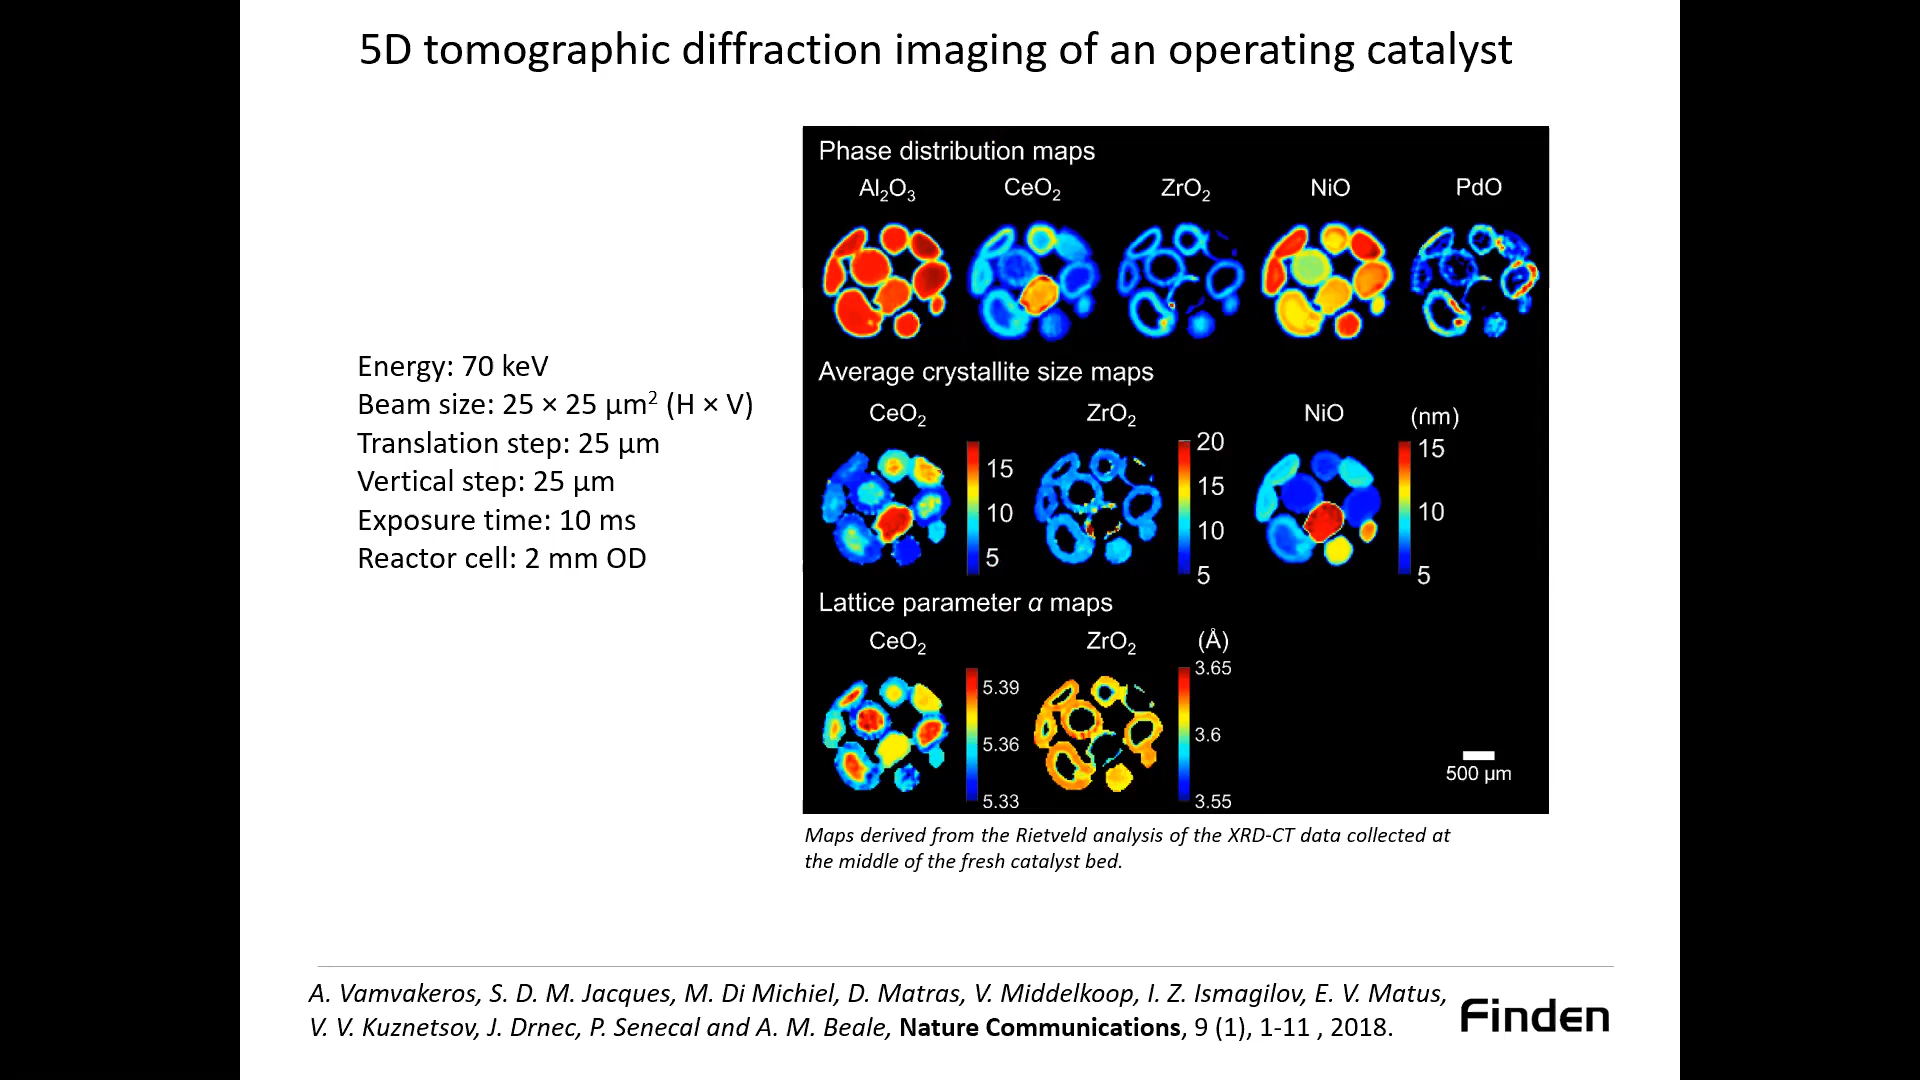 5D tomographic diffraction imaging of an operating catalyst
Energy: 70 keV
Beam size: 25 × 25 µm² (H × V)
Translation step: 25 µm
Vertical step: 25 µm
Exposure time: 10 ms
Reactor cell: 2 mm OD
Phase distribution maps
Al₂O₃ CeO₂ ZrO₂ NiO PdO
Average crystallite size maps
CeO₂ ZrO₂ NiO (nm)
15
10
5
20
15
10
5
15
10
5
Lattice parameter α maps
CeO₂ ZrO₂ (Å)
5.39
5.36
5.33
3.65
3.6
3.55
500 µm
Maps derived from the Rietveld analysis of the XRD-CT data collected at
the middle of the fresh catalyst bed.
A. Vamvakeros, S. D. M. Jacques, M. Di Michiel, D. Matras, V. Middelkoop, I. Z. Ismagilov, E. V. Matus,
V. V. Kuznetsov, J. Drnec, P. Senecal and A. M. Beale, Nature Communications, 9 (1), 1-11 , 2018.
Finden